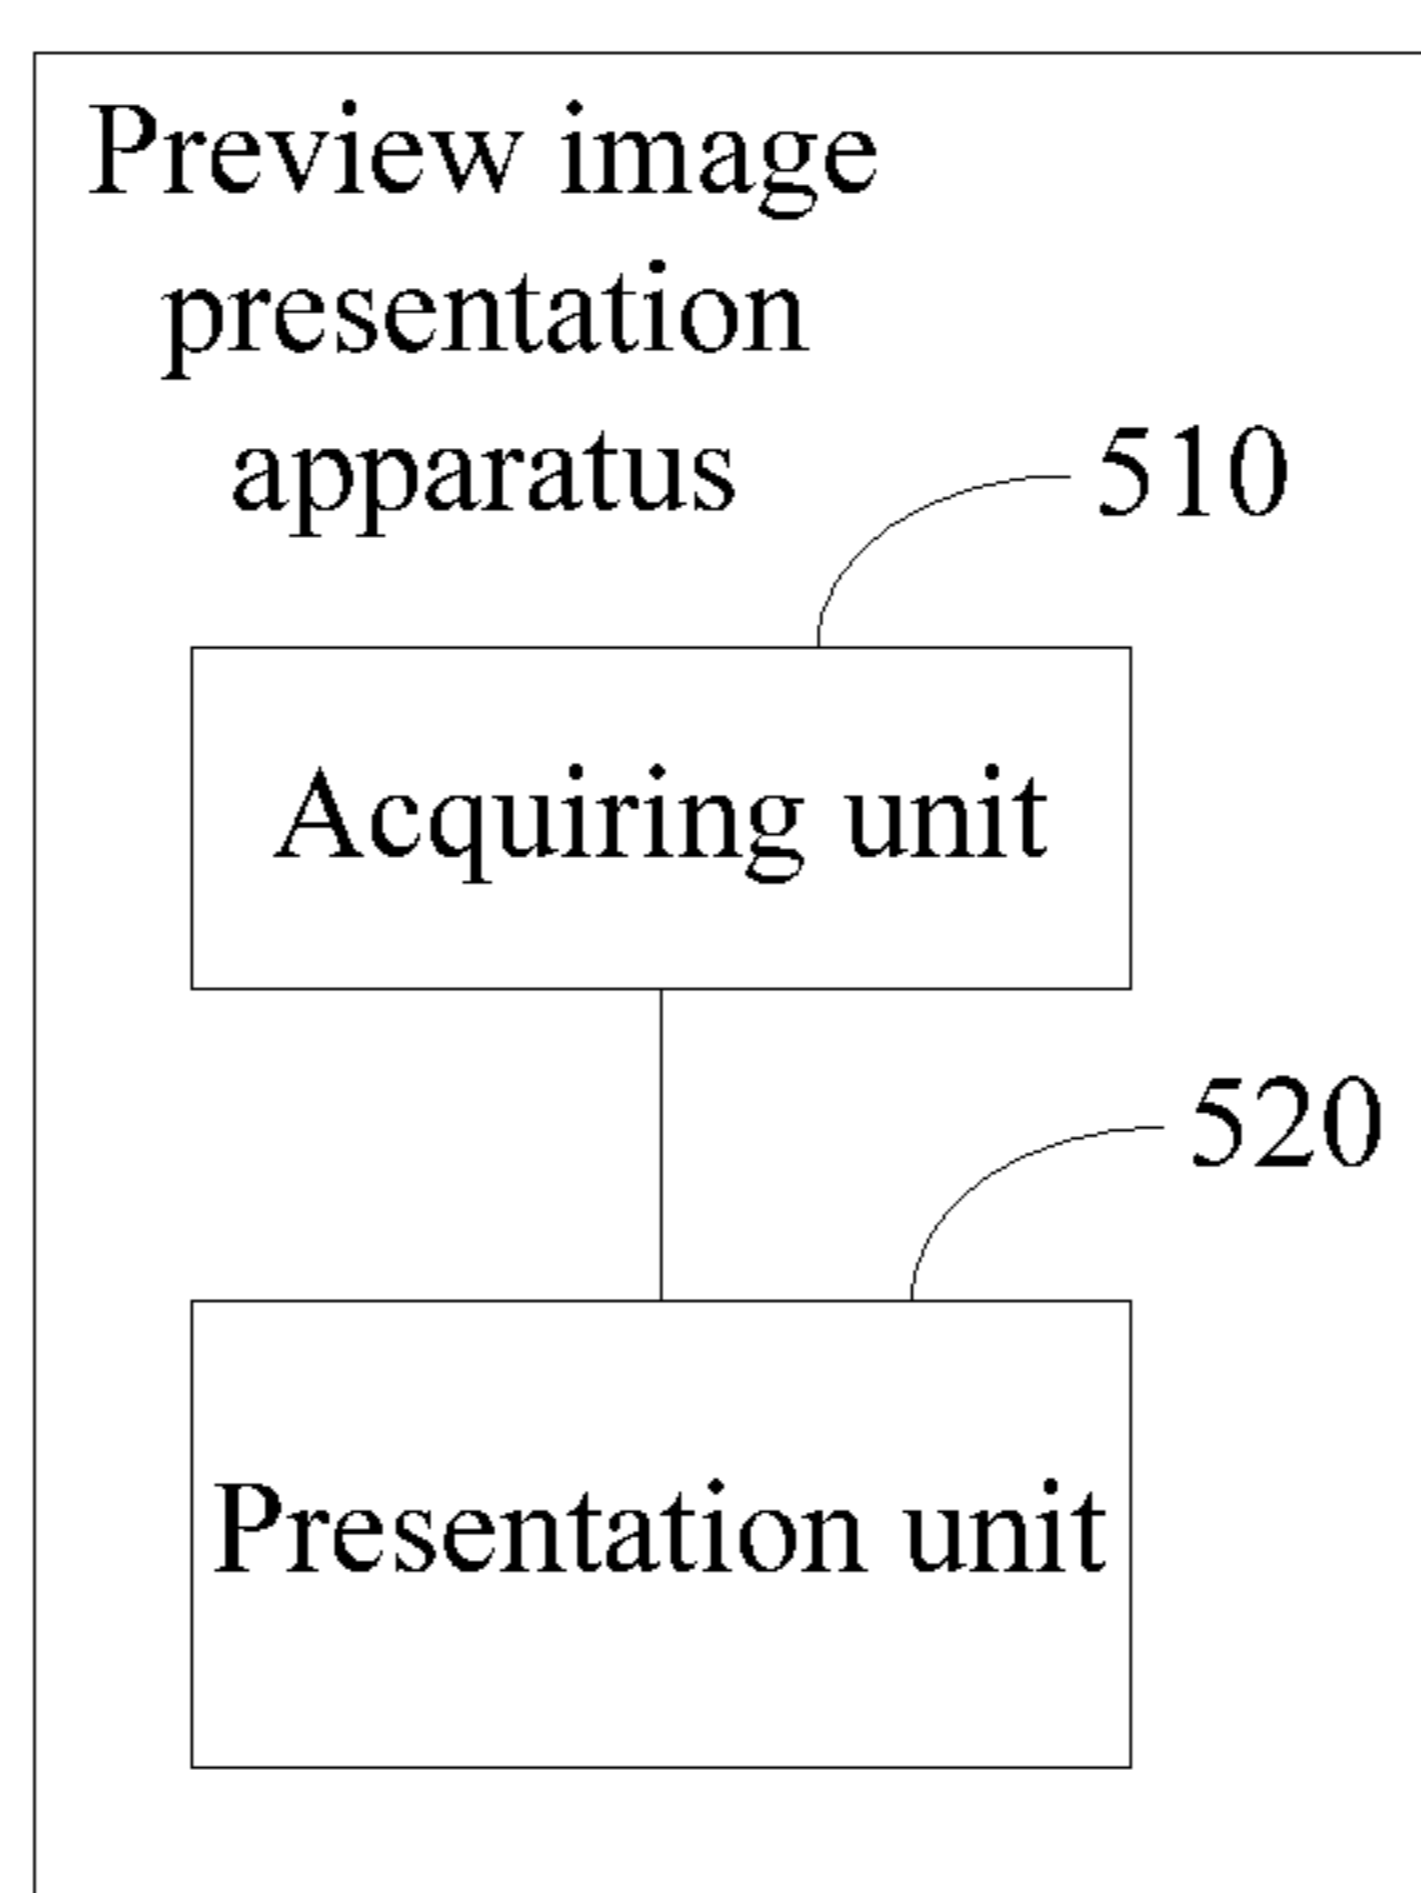 Preview image
presentation
apparatus
510
Acquiring unit
520
Presentation unit